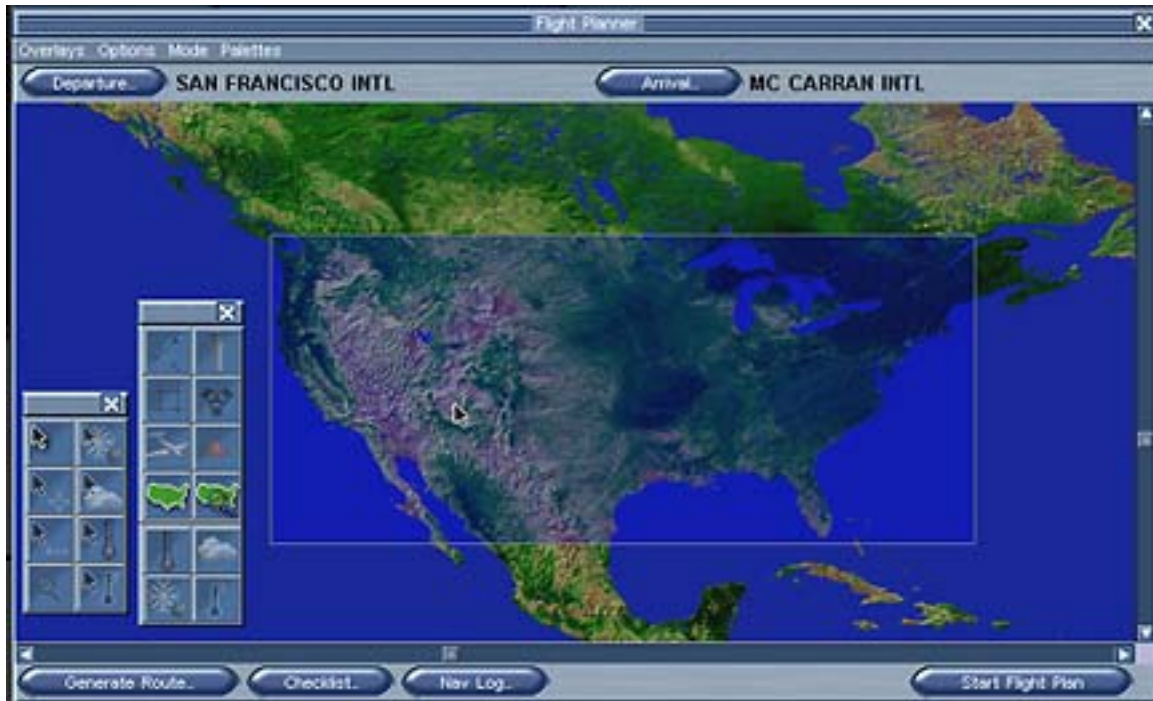 Flight Planner
Overlays Options Mode Palettes
Departure... SAN FRANCISCO INTL Arrival... MC CARRAN INTL
Generate Route... Checklist... Nav Log... Start Flight Plan